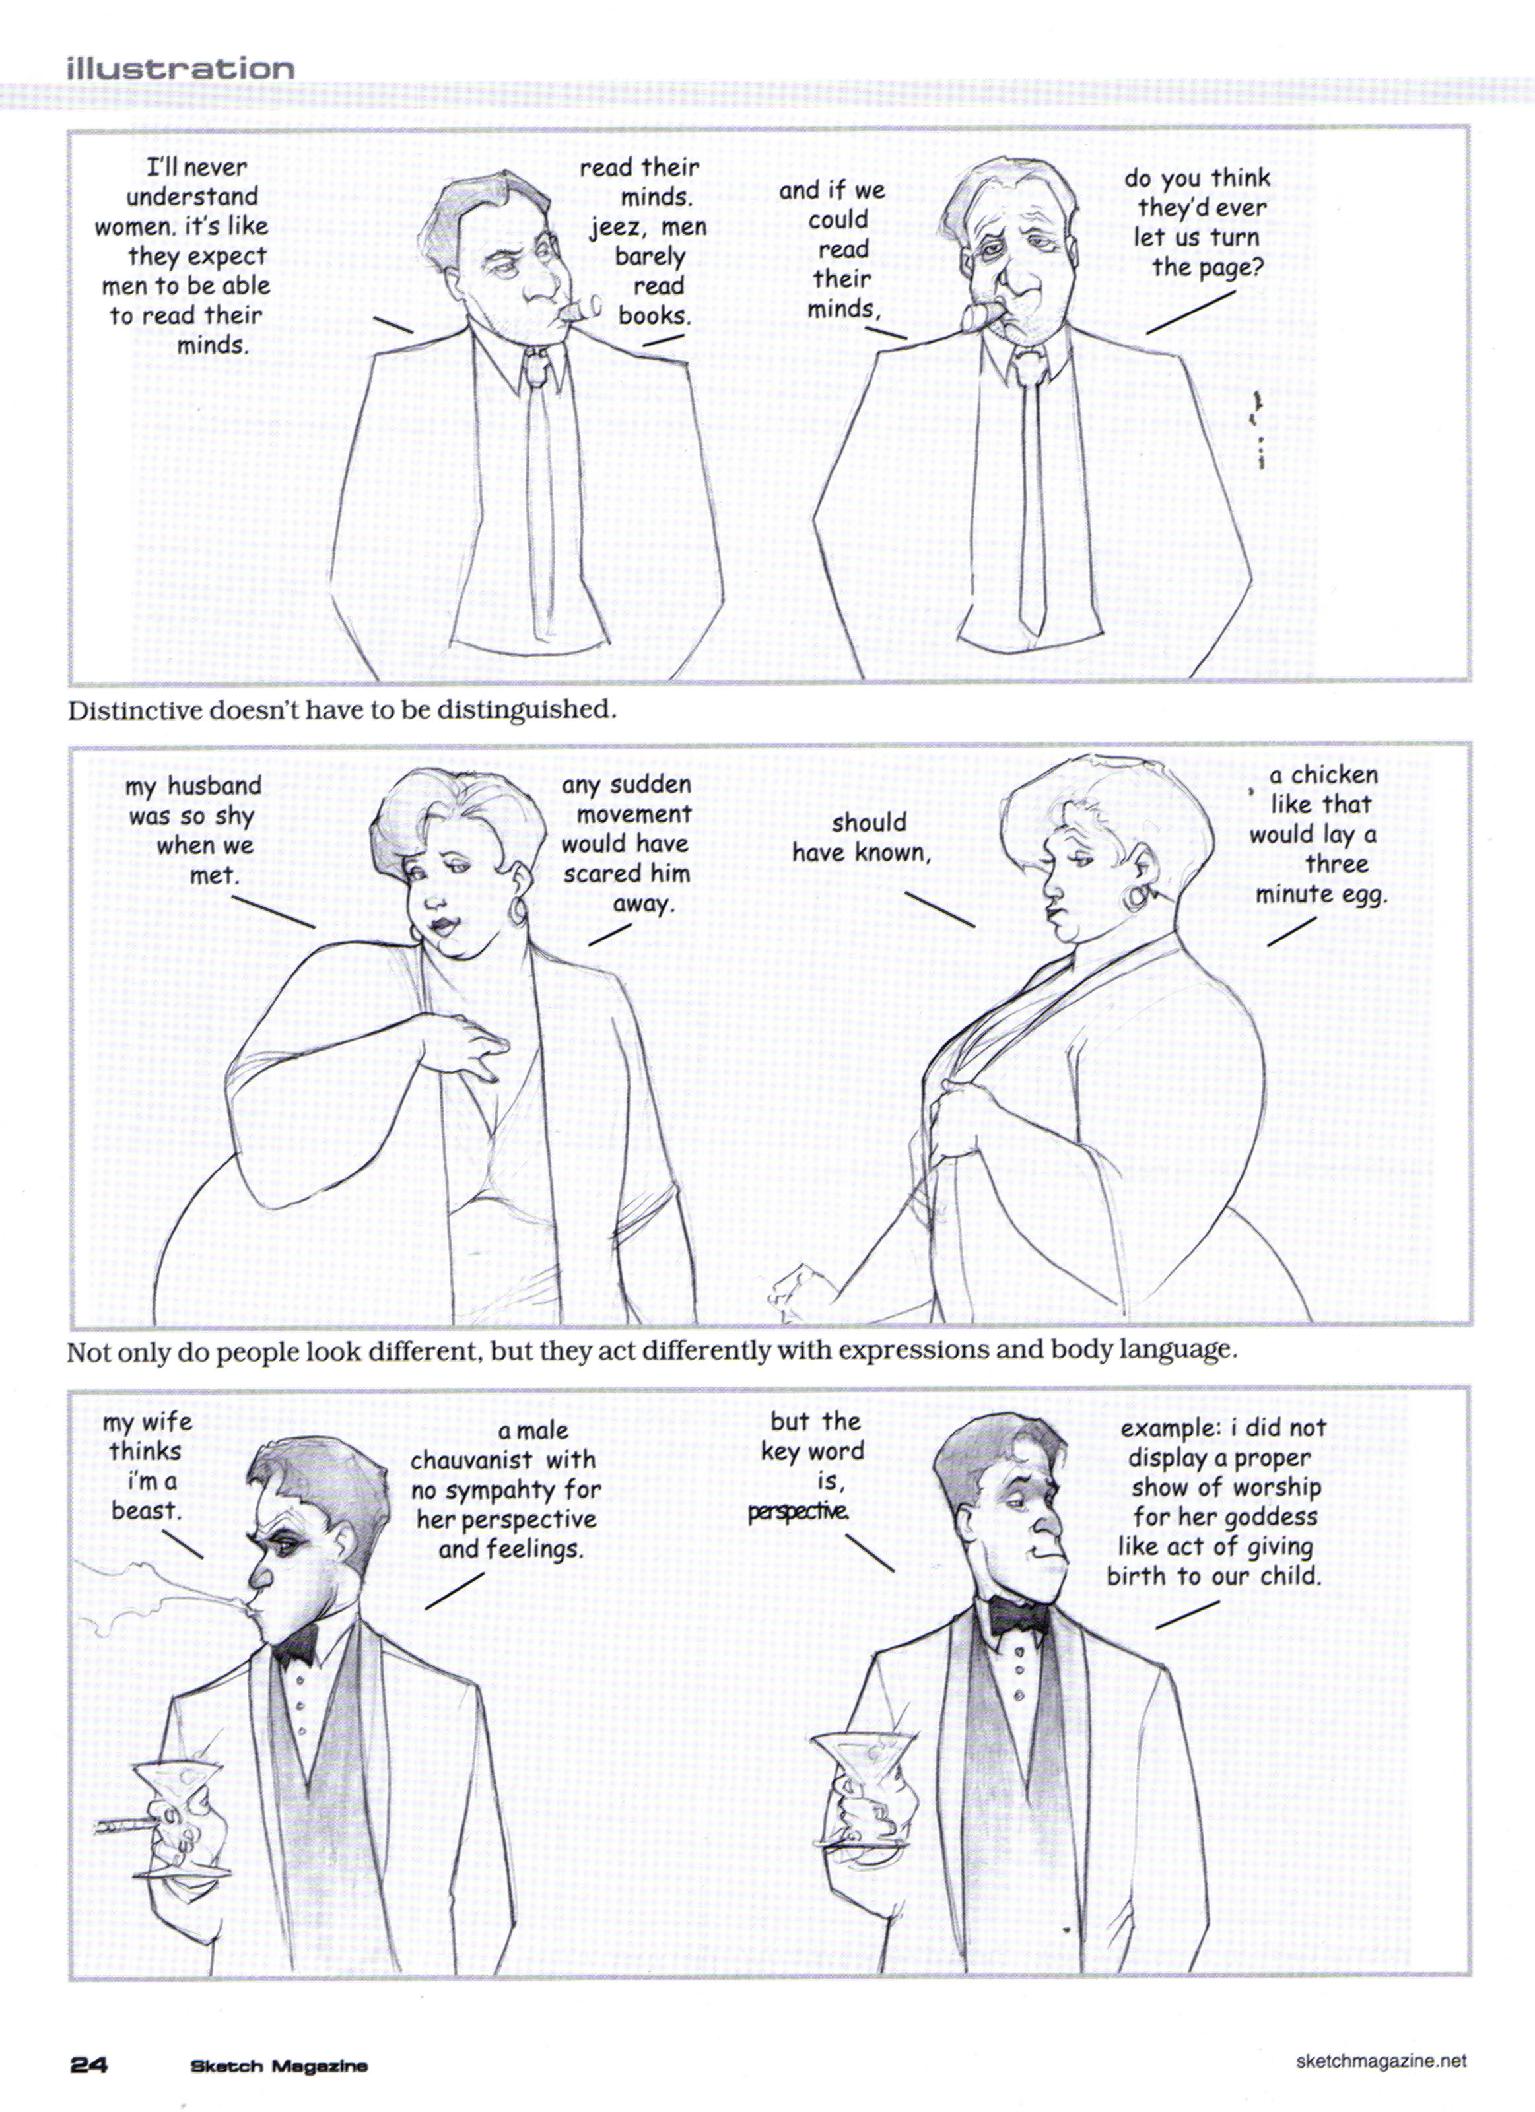 illustration
I'll never
understand
women. it's like
they expect
men to be able
to read their
minds.
read their
minds.
jeez, men
barely
read
books.
and if we
could
read
their
minds,
do you think
they'd ever
let us turn
the page?
Distinctive doesn't have to be distinguished.
my husband
was so shy
when we
met.
any sudden
movement
would have
scared him
away.
should
have known,
a chicken
like that
would lay a
three
minute egg.
Not only do people look different, but they act differently with expressions and body language.
my wife
thinks
i'm a
beast.
a male
chauvanist with
no sympahty for
her perspective
and feelings.
but the
key word
is,
perspective.
example: i did not
display a proper
show of worship
for her goddess
like act of giving
birth to our child.
24 Sketch Magazine sketchmagazine.net